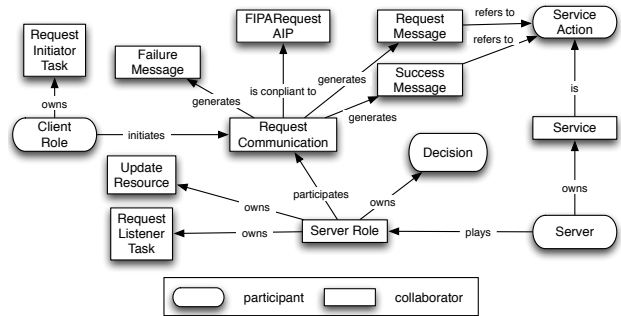 Request
Initiator
Task
Failure
Message
FIPARequest
AIP
Request
Message
Service
Action
refers to
refers to
Success
Message
generates
is conpliant to
generates
generates
owns
is
Client
Role
initiates
Request
Communication
Service
Decision
Update
Resource
participates
owns
owns
owns
Request
Listener
Task
owns
Server Role
plays
Server
participant
collaborator